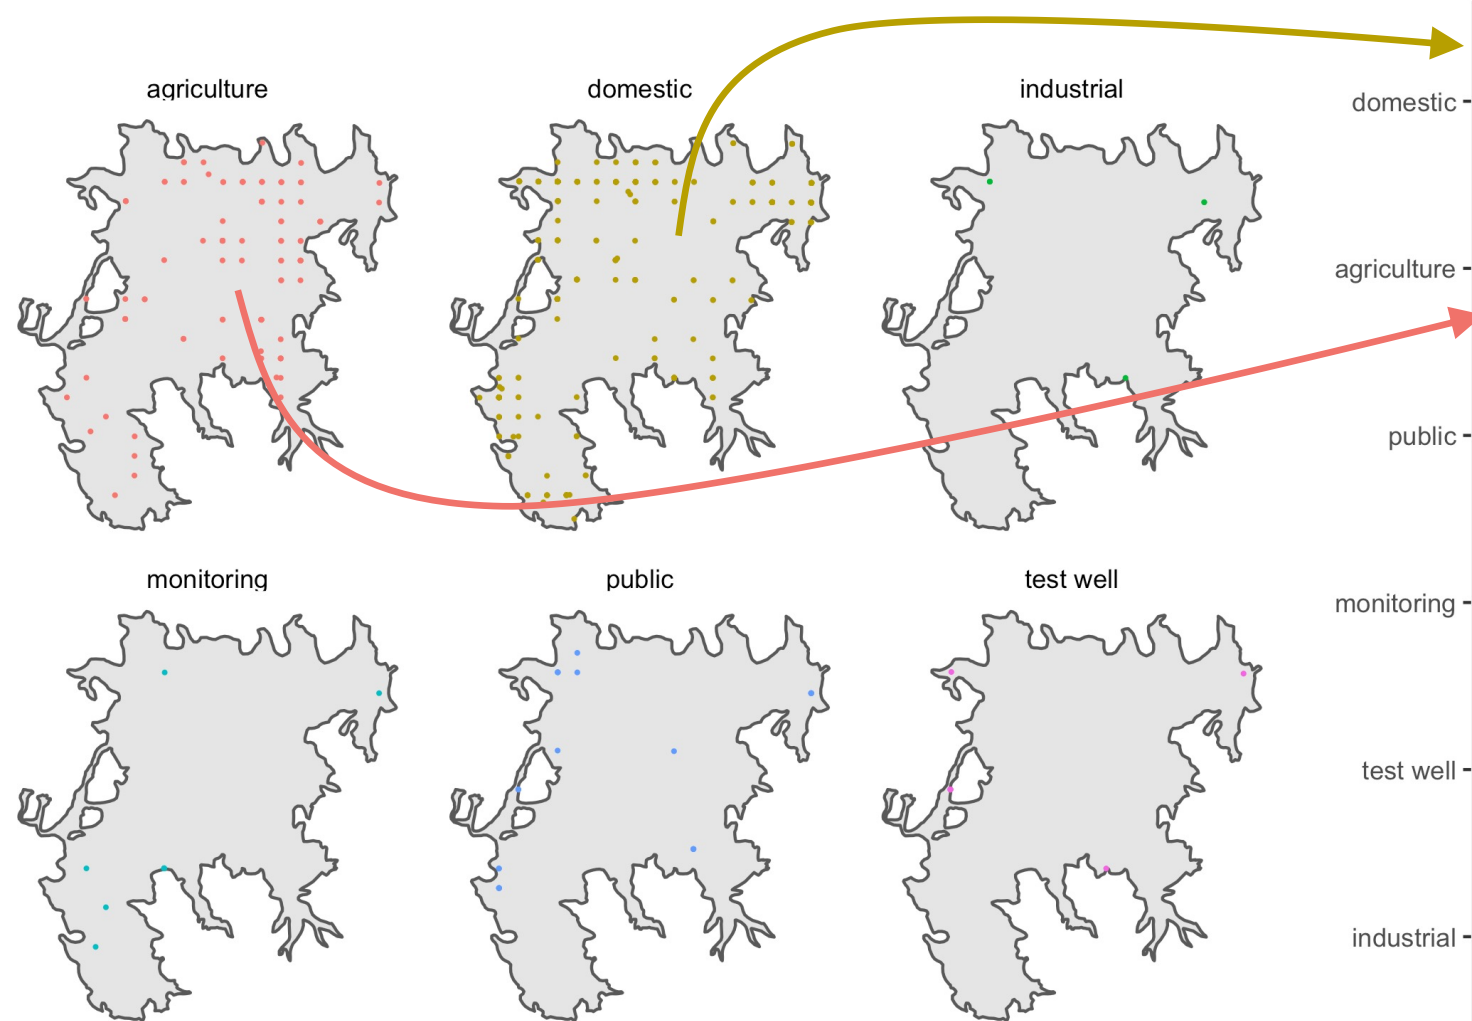 agriculture
domestic
industrial
domestic
agriculture
public
monitoring
public
test well
monitoring
test well
industrial